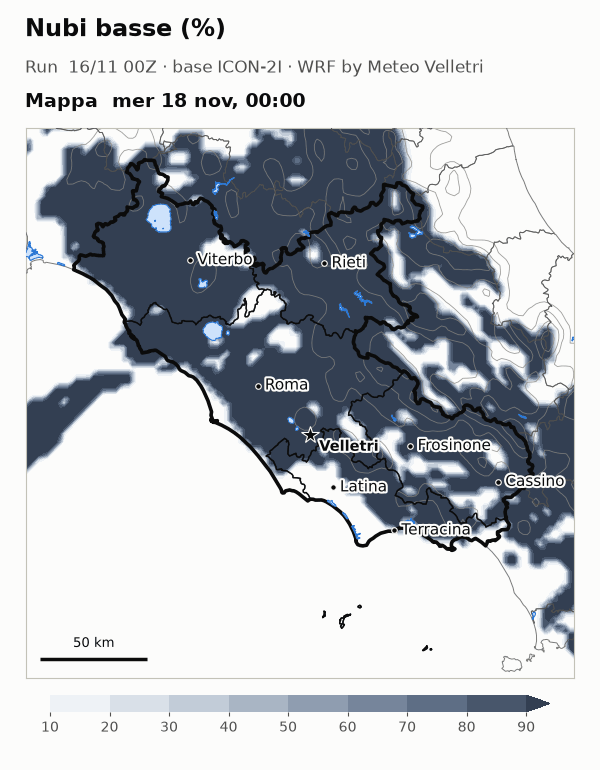 Nubi basse (%)
Run 16/11 00Z · base ICON-2I · WRF by Meteo Velletri
Mappa mer 18 nov, 00:00
Viterbo
Rieti
Roma
Velletri
Frosinone
Latina
Cassino
Terracina
50 km
10 20 30 40 50 60 70 80 90